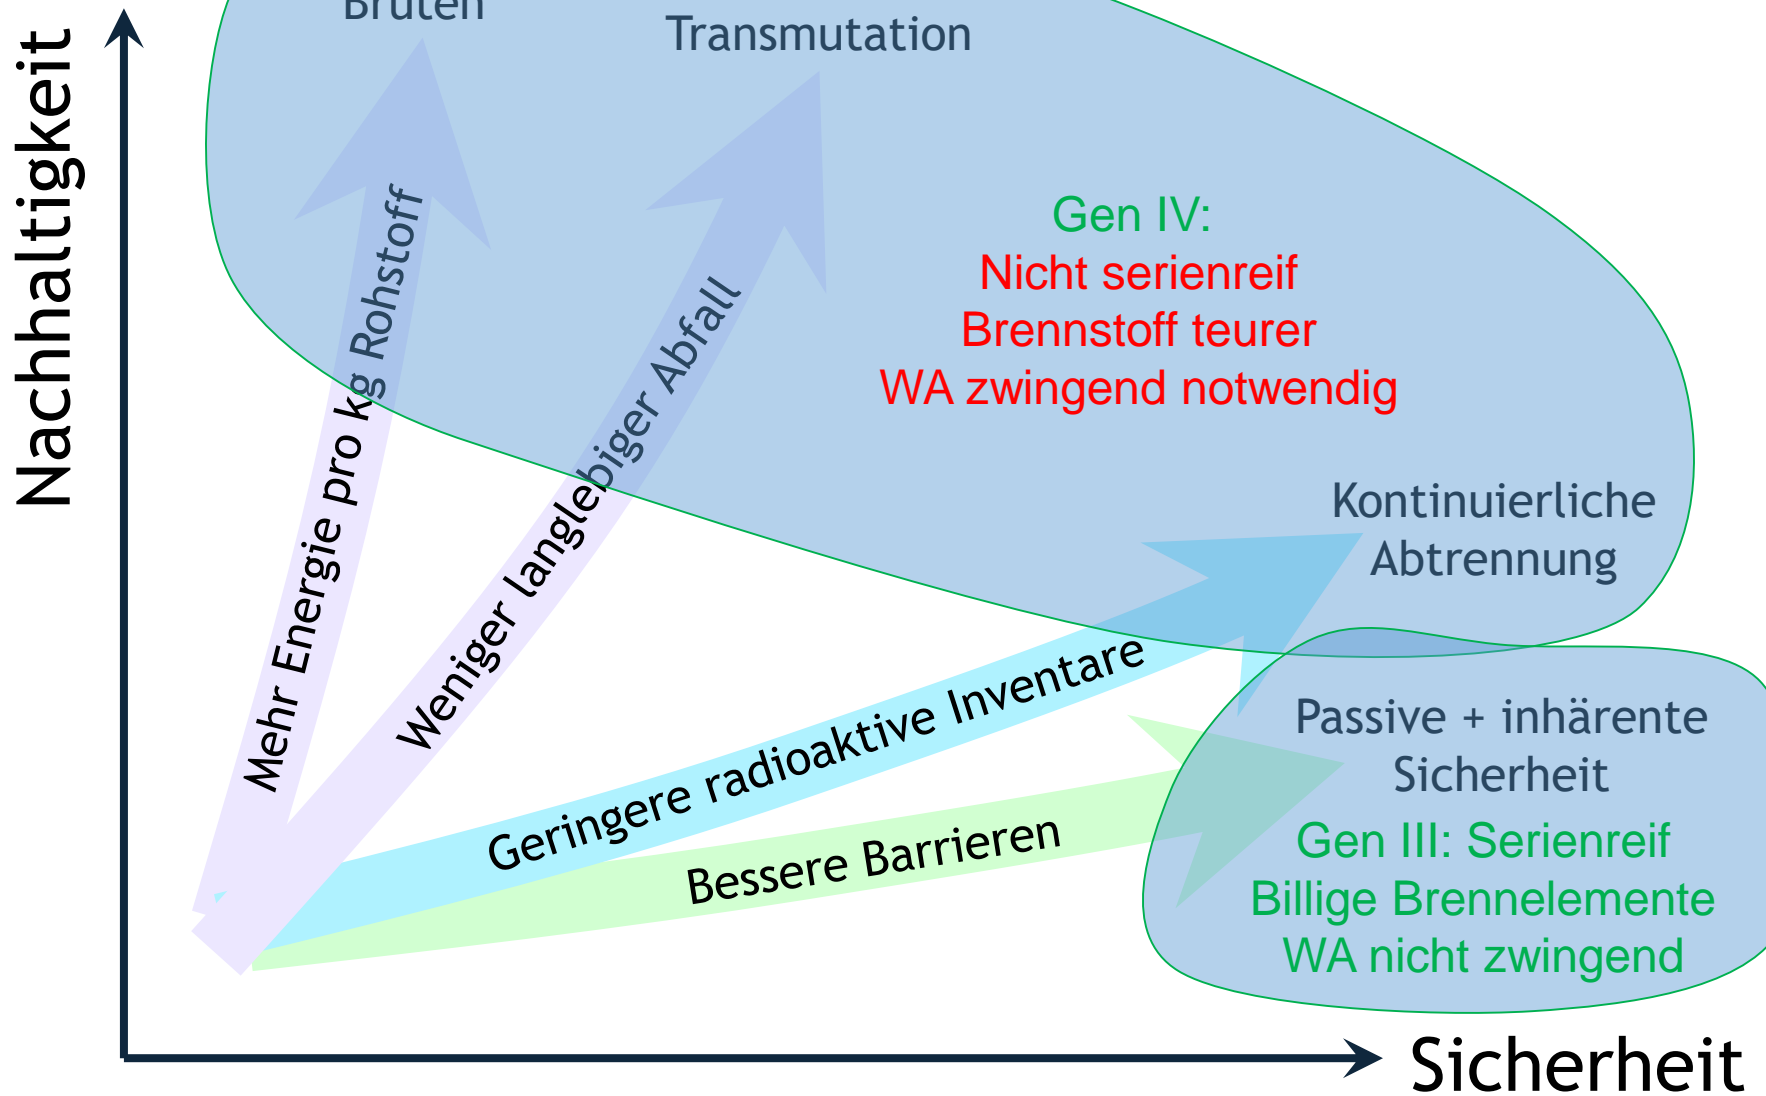 Brüten
Transmutation
Nachhaltigkeit
Mehr Energie pro kg Rohstoff
Weniger langlebiger Abfall
Gen IV:
Nicht serienreif
Brennstoff teurer
WA zwingend notwendig
Kontinuierliche
Abtrennung
Geringere radioaktive Inventare
Bessere Barrieren
Passive + inhärente
Sicherheit
Gen III: Serienreif
Billige Brennelemente
WA nicht zwingend
Sicherheit